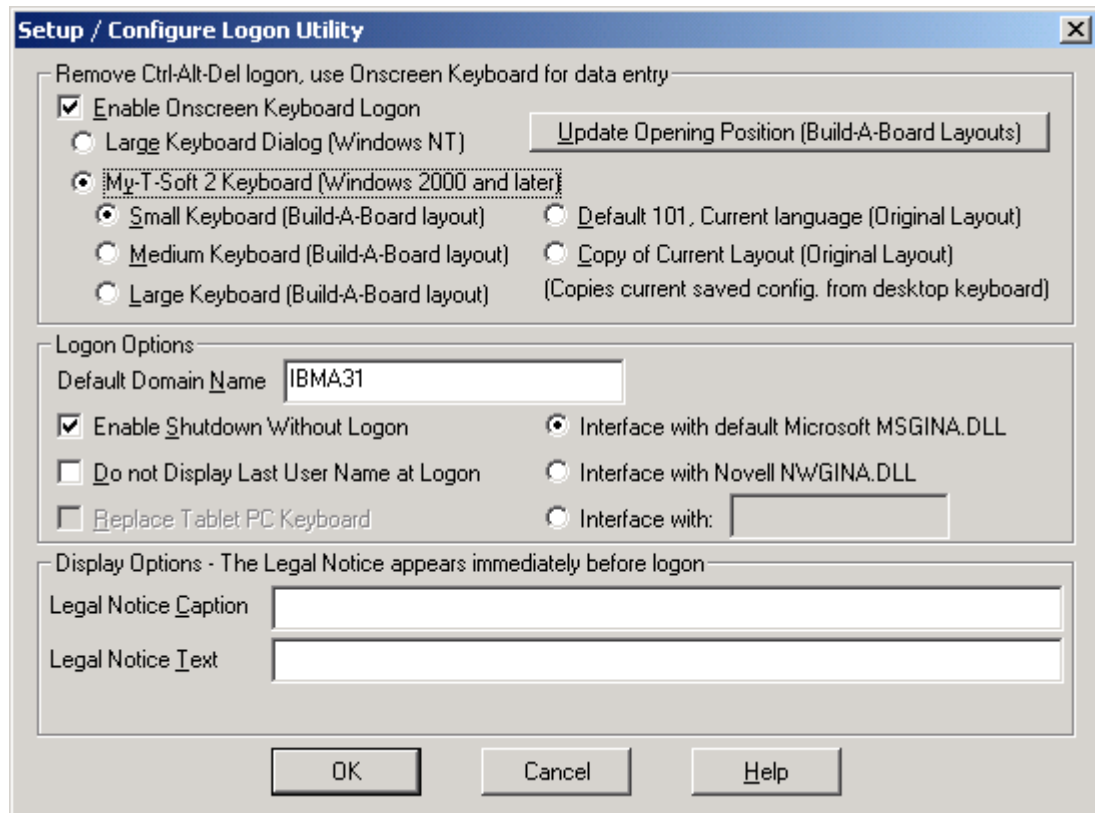 Setup / Configure Logon Utility
Remove Ctrl-Alt-Del logon, use Onscreen Keyboard for data entry
Enable Onscreen Keyboard Logon
Large Keyboard Dialog (Windows NT)
Update Opening Position (Build-A-Board Layouts)
My-T-Soft 2 Keyboard (Windows 2000 and later)
Small Keyboard (Build-A-Board layout)
Default 101, Current language (Original Layout)
Medium Keyboard (Build-A-Board layout)
Copy of Current Layout (Original Layout)
Large Keyboard (Build-A-Board layout)
(Copies current saved config. from desktop keyboard)
Logon Options
Default Domain Name
IBMA31
Enable Shutdown Without Logon
Interface with default Microsoft MSGINA.DLL
Do not Display Last User Name at Logon
Interface with Novell NWGINA.DLL
Replace Tablet PC Keyboard
Interface with:
Display Options - The Legal Notice appears immediately before logon
Legal Notice Caption
Legal Notice Text
OK
Cancel
Help